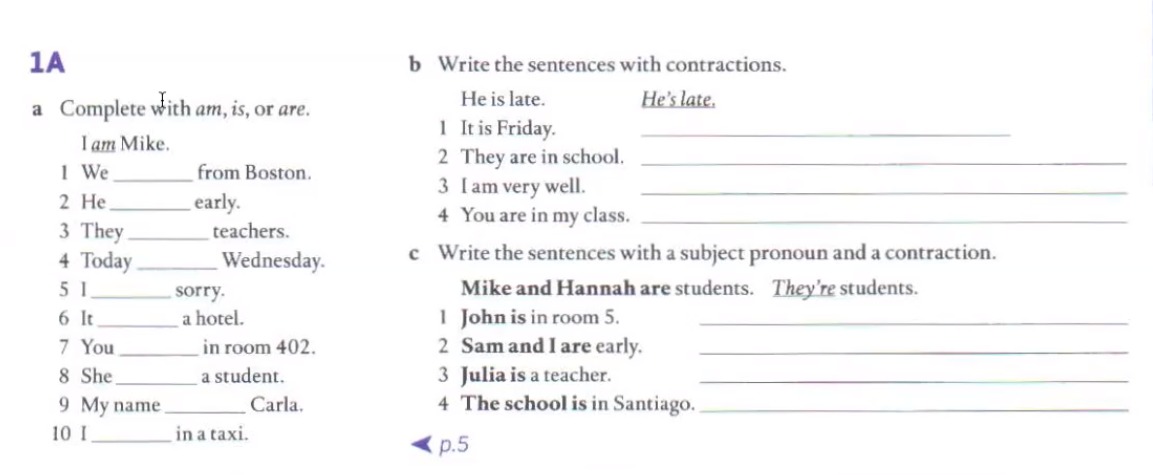 1A
a Complete with am, is, or are.
I am Mike.
1 We ________ from Boston.
2 He ________ early.
3 They ________ teachers.
4 Today ________ Wednesday.
5 I ________ sorry.
6 It ________ a hotel.
7 You ________ in room 402.
8 She ________ a student.
9 My name ________ Carla.
10 I ________ in a taxi.
b Write the sentences with contractions.
He is late. He's late.
1 It is Friday. ________
2 They are in school. ________
3 I am very well. ________
4 You are in my class. ________
c Write the sentences with a subject pronoun and a contraction.
Mike and Hannah are students. They're students.
1 John is in room 5. ________
2 Sam and I are early. ________
3 Julia is a teacher. ________
4 The school is in Santiago. ________
◄ p.5